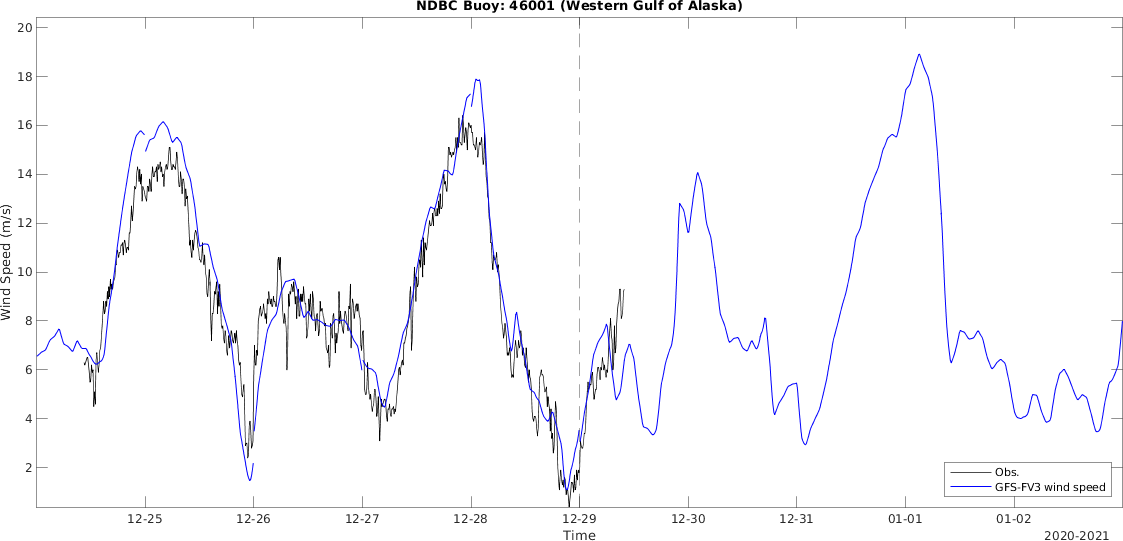 NDBC Buoy: 46001 (Western Gulf of Alaska)
20
18
16
14
12
10
8
6
4
2
Wind Speed (m/s)
12-25 12-26 12-27 12-28 12-29 12-30 12-31 01-01 01-02
Time
2020-2021
Obs.
GFS-FV3 wind speed